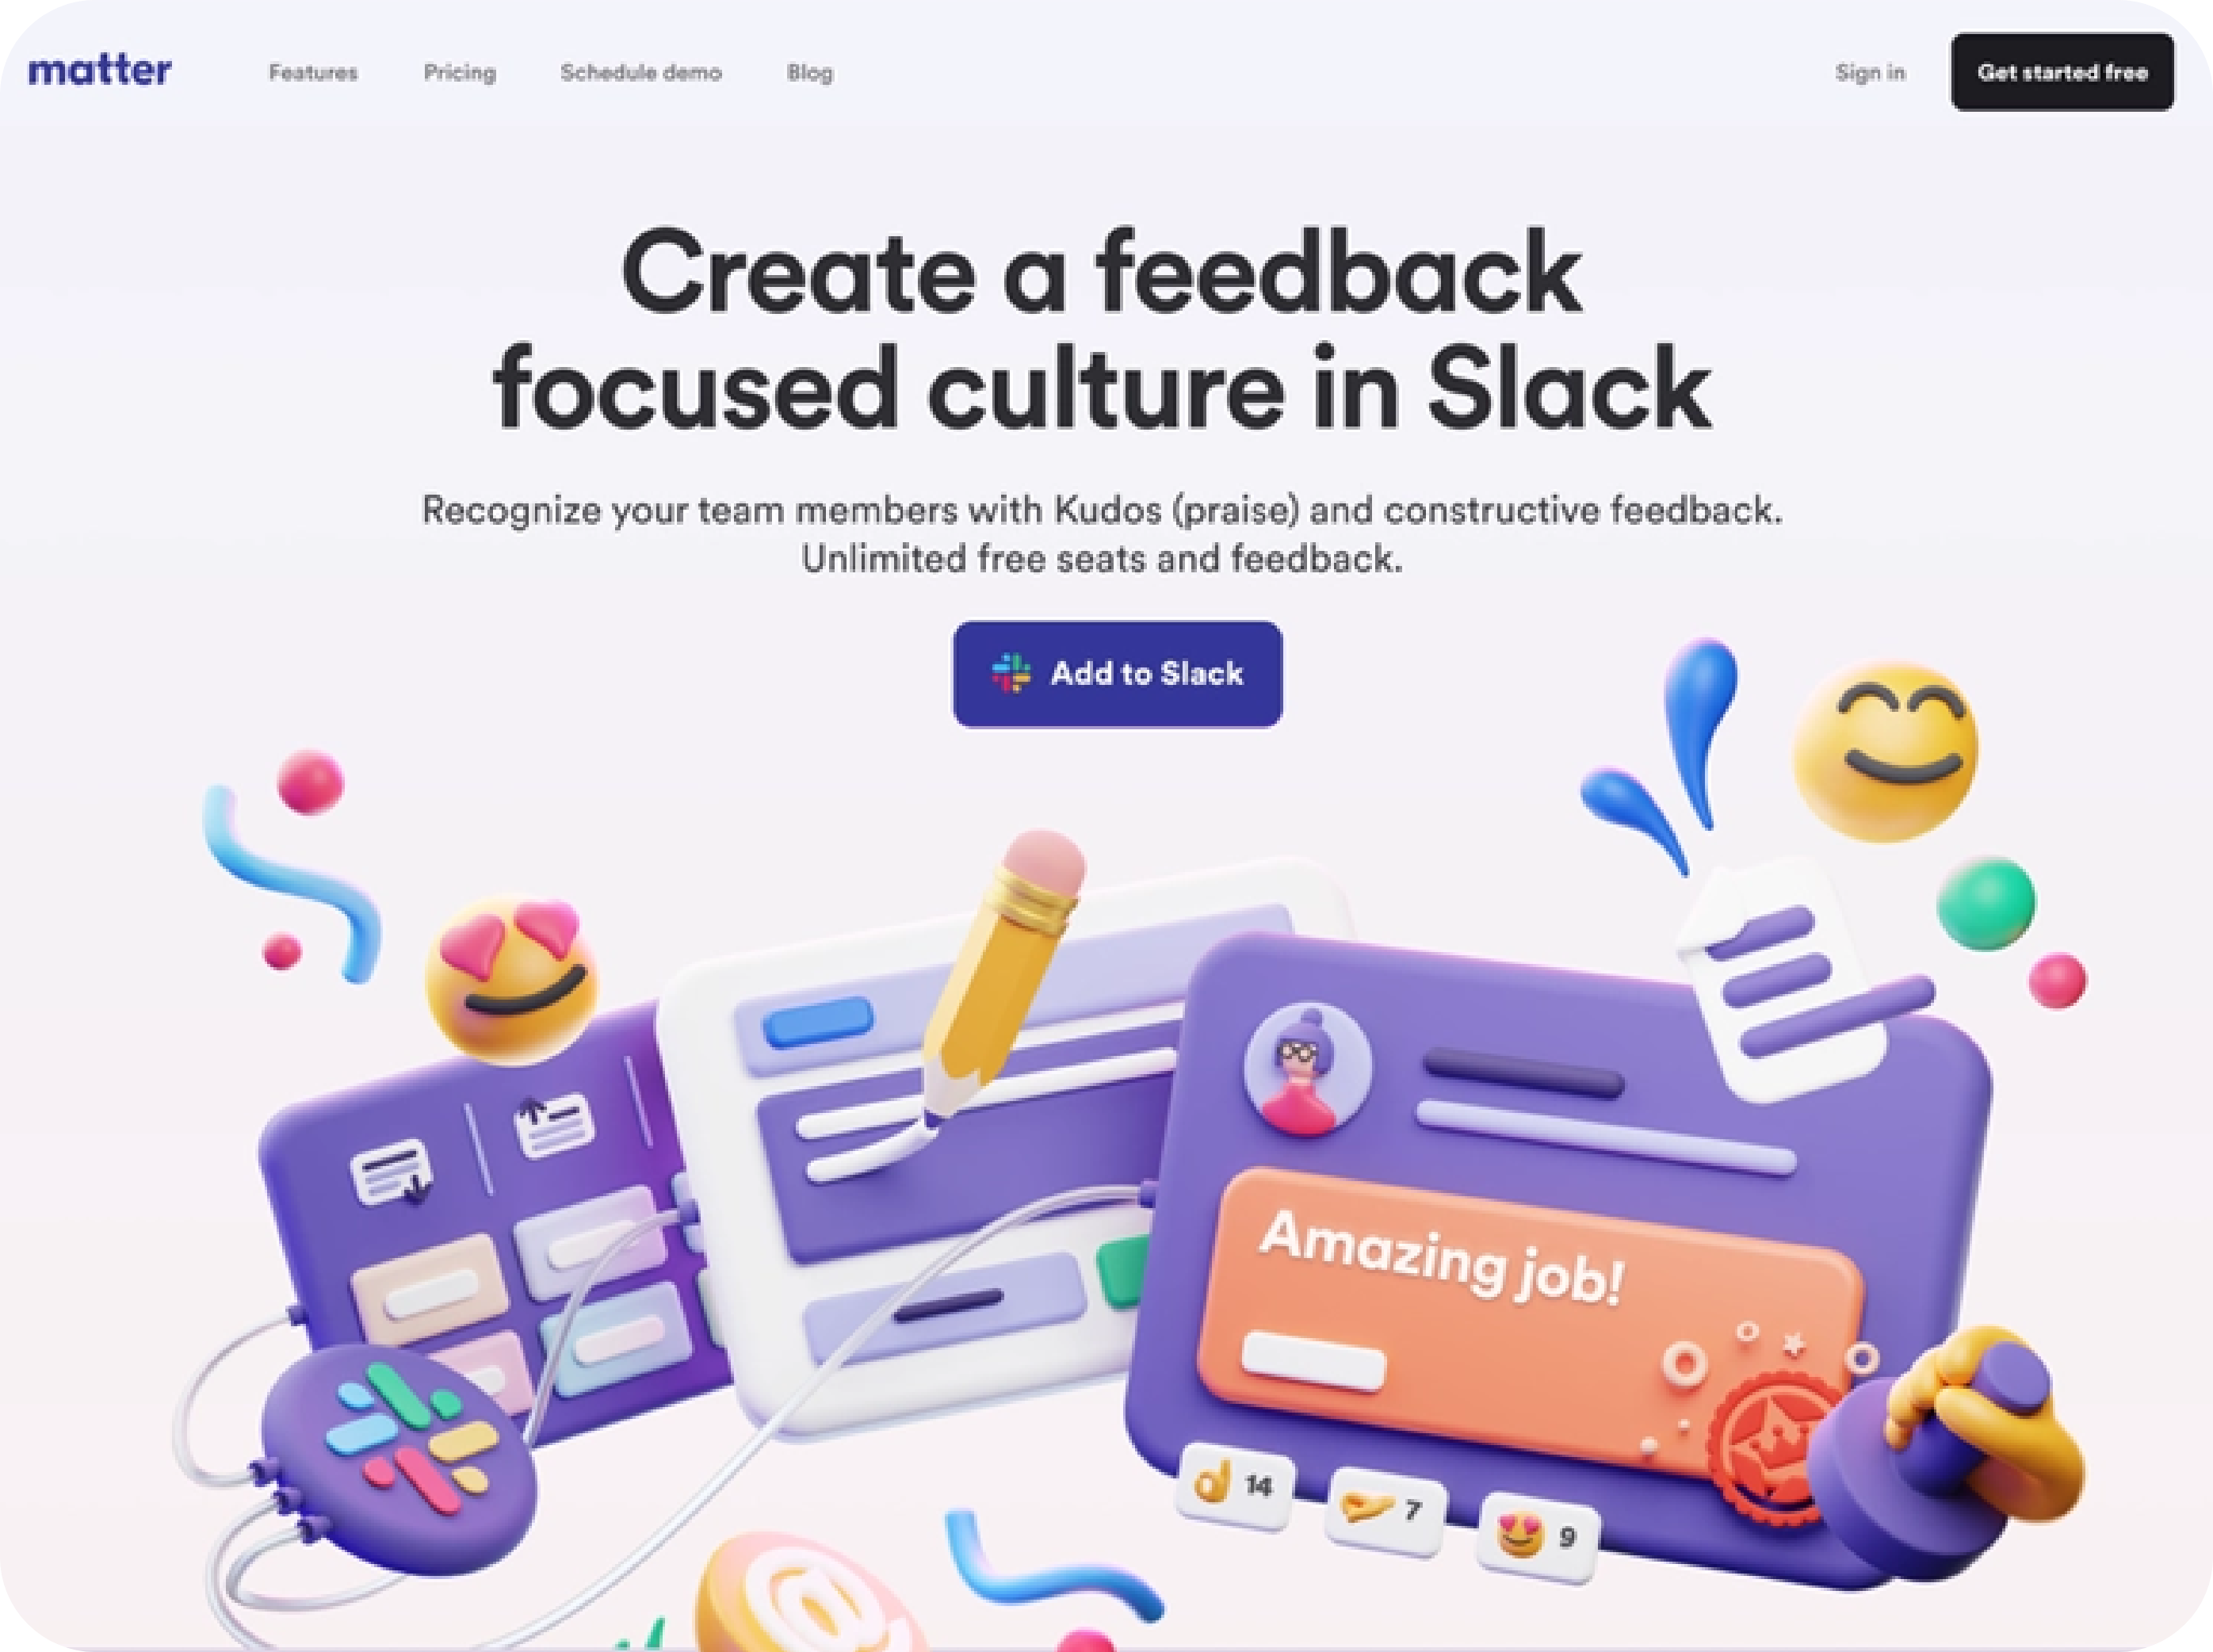 matter
Features
Pricing
Schedule demo
Blog
Sign in
Get started free
Create a feedback
focused culture in Slack
Recognize your team members with Kudos (praise) and constructive feedback.
Unlimited free seats and feedback.
Add to Slack
Amazing job!
14
7
9
@